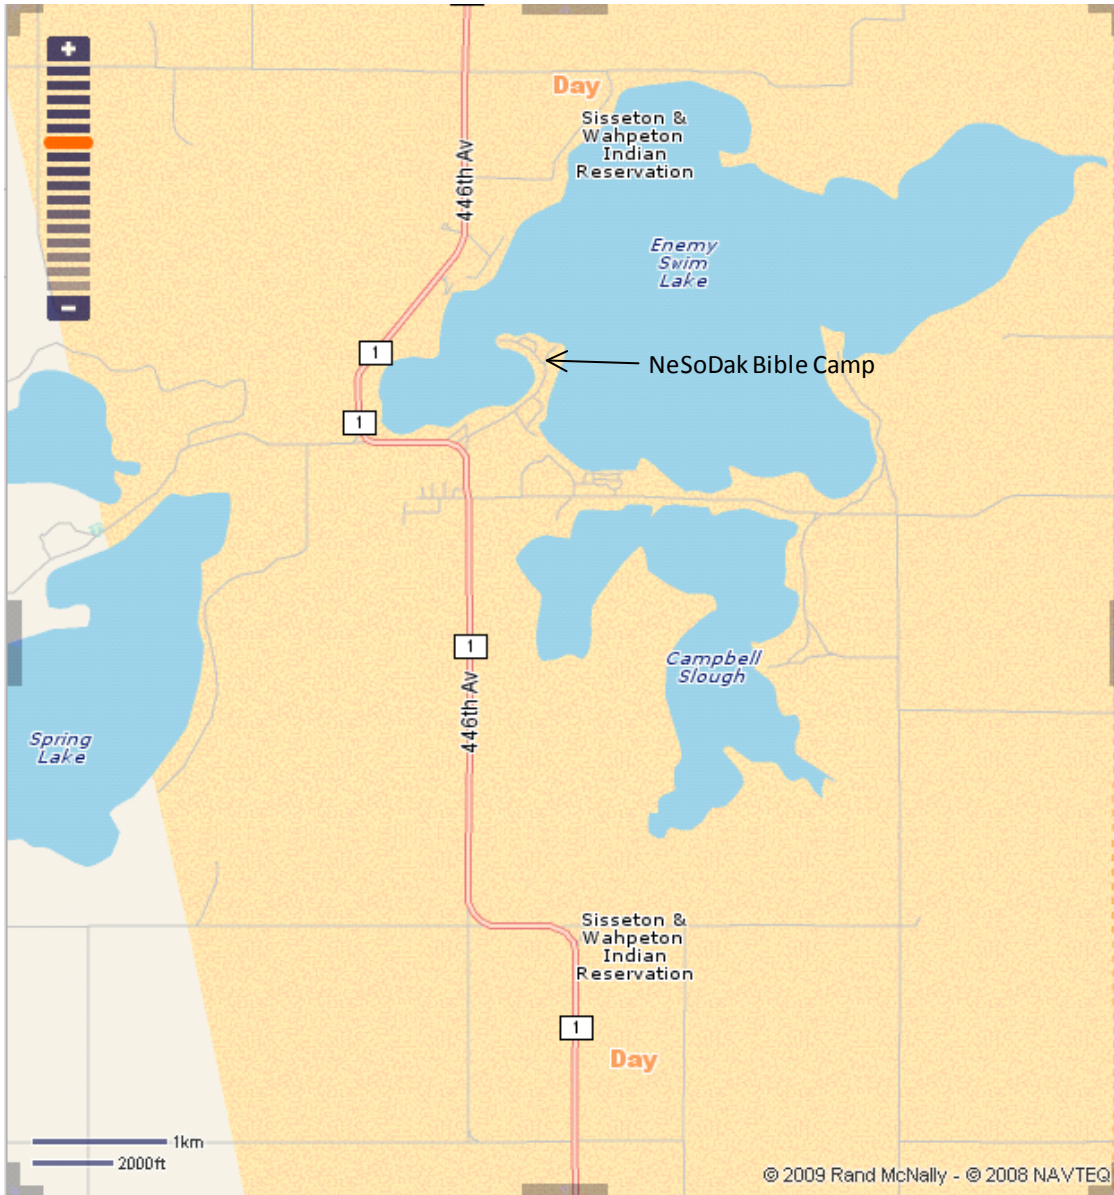 +
Day
Sisseton &
Wahpeton
Indian
Reservation
446th Av
Enemy
Swim
Lake
1
NeSoDak Bible Camp
1
1
Campbell
Slough
446th Av
Spring
Lake
Sisseton &
Wahpeton
Indian
Reservation
1
Day
1km
2000ft
© 2009 Rand McNally - © 2008 NAVTEQ